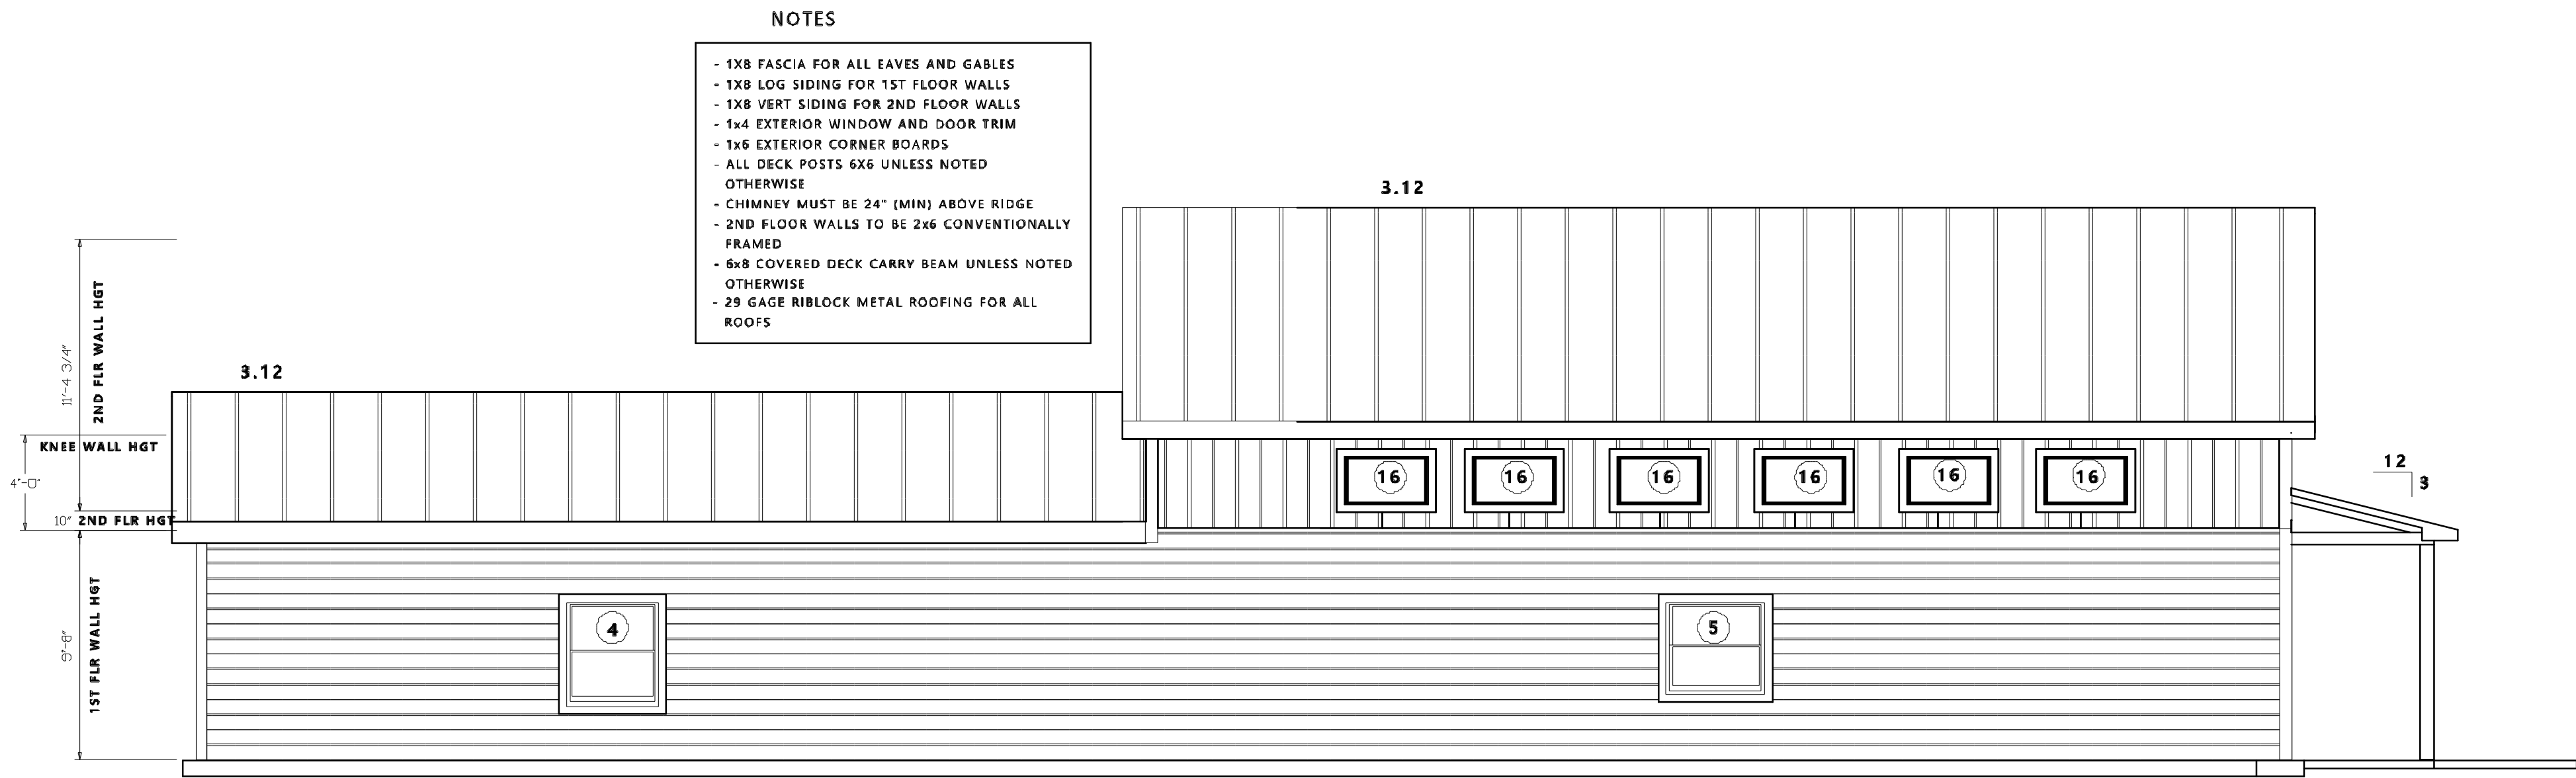 NOTES
- 1X8 FASCIA FOR ALL EAVES AND GABLES
- 1X8 LOG SIDING FOR 1ST FLOOR WALLS
- 1X8 VERT SIDING FOR 2ND FLOOR WALLS
- 1x4 EXTERIOR WINDOW AND DOOR TRIM
- 1x6 EXTERIOR CORNER BOARDS
- ALL DECK POSTS 6X6 UNLESS NOTED
OTHERWISE
- CHIMNEY MUST BE 24" (MIN) ABOVE RIDGE
- 2ND FLOOR WALLS TO BE 2x6 CONVENTIONALLY
FRAMED
- 6x8 COVERED DECK CARRY BEAM UNLESS NOTED
OTHERWISE
- 29 GAGE RIBLOCK METAL ROOFING FOR ALL
ROOFS
3.12
3.12
11'-4 3/4"
2ND FLR WALL HGT
KNEE WALL HGT
4'-0"
10" 2ND FLR HGT
9'-8"
1ST FLR WALL HGT
16 16 16 16 16 16
12
3
4
5